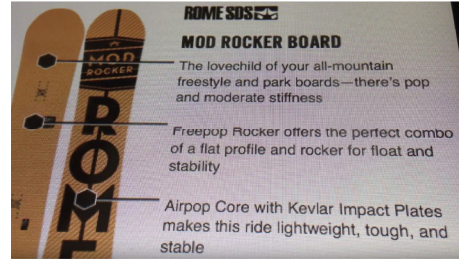 ROME SDS
MOD ROCKER BOARD
The lovechild of your all-mountain
freestyle and park boards—there's pop
and moderate stiffness
Freepop Rocker offers the perfect combo
of a flat profile and rocker for float and
stability
Airpop Core with Kevlar Impact Plates
makes this ride lightweight, tough, and
stable
MOD
ROCKER
ROME